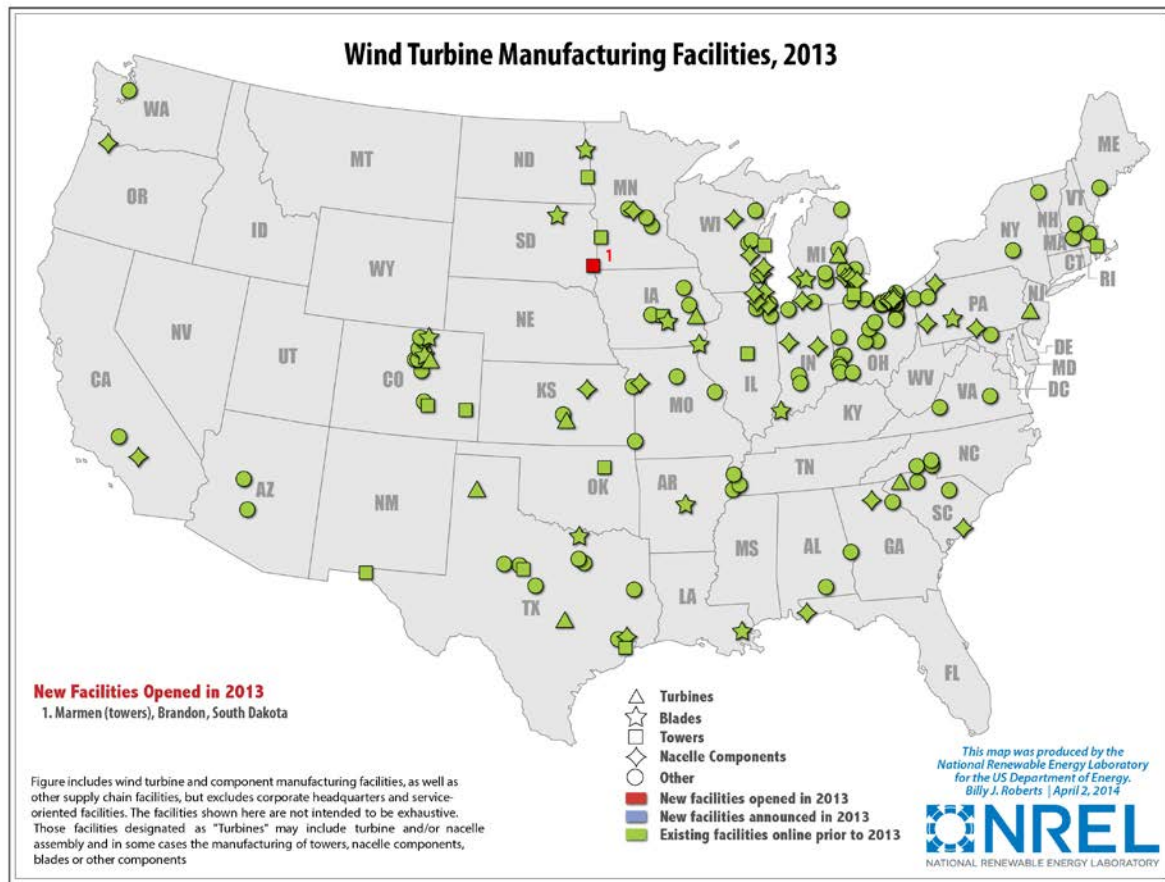 Wind Turbine Manufacturing Facilities, 2013
WA
MT
ND
MN
ME
OR
ID
SD
WI
MI
VT
NH
NY
MA
CT
RI
WY
IA
PA
NJ
NV
NE
UT
CO
IL
IN
OH
DE
MD
DC
CA
KS
MO
WV
VA
KY
AZ
NM
OK
AR
TN
NC
SC
MS
AL
GA
TX
LA
FL
1
New Facilities Opened in 2013
1. Marmen (towers), Brandon, South Dakota
Figure includes wind turbine and component manufacturing facilities, as well as
other supply chain facilities, but excludes corporate headquarters and service-
oriented facilities. The facilities shown here are not intended to be exhaustive.
Those facilities designated as "Turbines" may include turbine and/or nacelle
assembly and in some cases the manufacturing of towers, nacelle components,
blades or other components
Turbines
Blades
Towers
Nacelle Components
Other
New facilities opened in 2013
New facilities announced in 2013
Existing facilities online prior to 2013
This map was produced by the
National Renewable Energy Laboratory
for the US Department of Energy.
Billy J. Roberts | April 2, 2014
NREL
NATIONAL RENEWABLE ENERGY LABORATORY